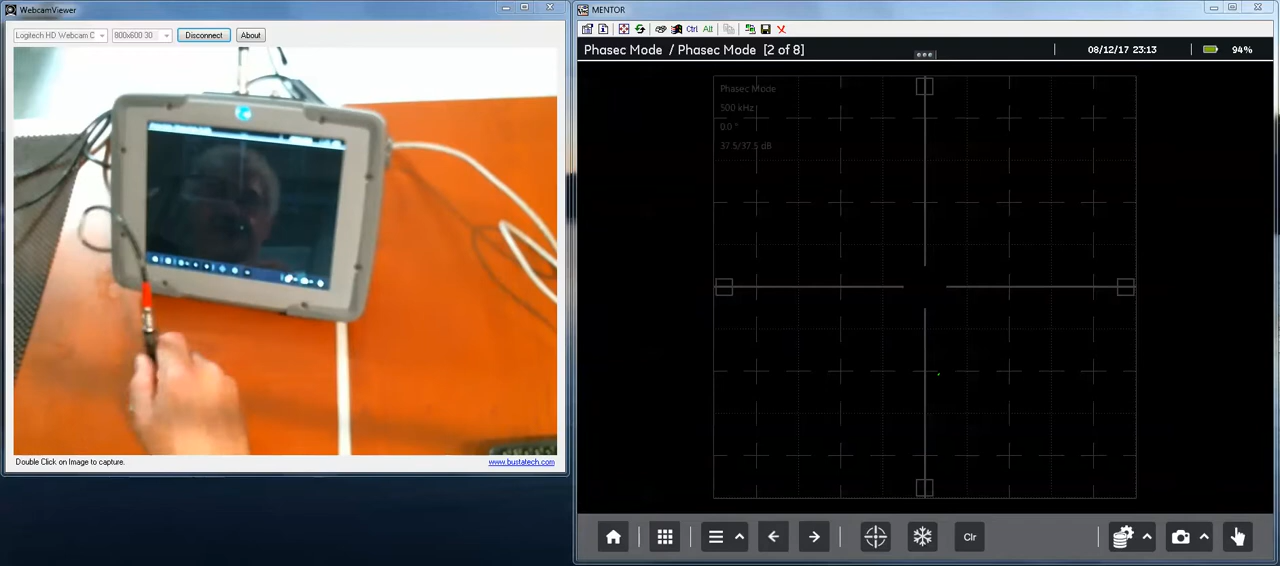 WebcamViewer
Logitech HD Webcam C
800x600 30
Disconnect
About
Double Click on Image to capture.
www.bustatech.com
MENTOR
Ctrl
Alt
Phasec Mode / Phasec Mode [2 of 8]
08/12/17 23:13
94%
Phasec Mode
500 kHz
0.0 °
37.5/37.5 dB
Clr